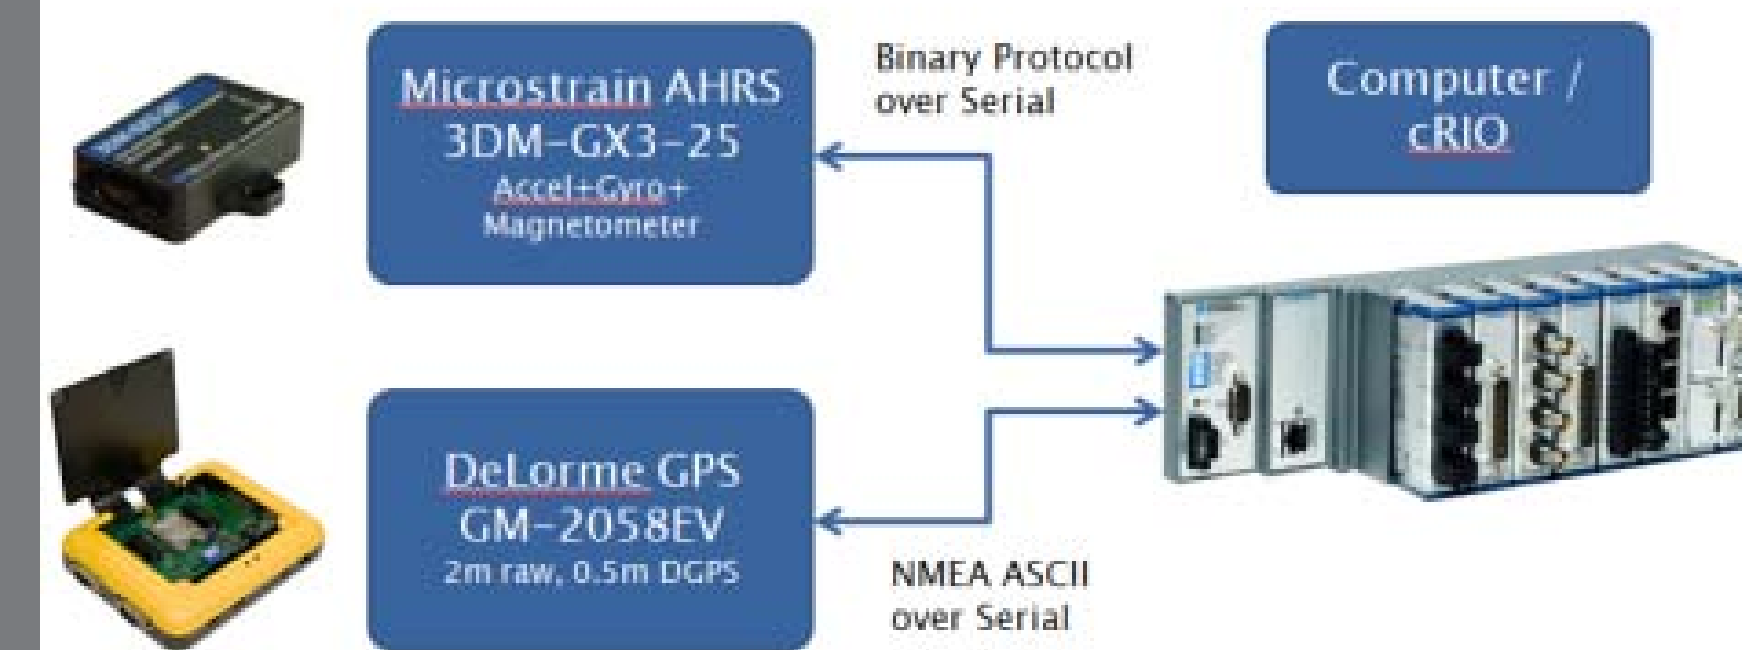 Microstrain AHRS
3DM-GX3-25
Accel+Gyro+
Magnetometer
Binary Protocol
over Serial
Computer /
cRIO
DeLorme GPS
GM-2058EV
2m raw, 0.5m DGPS
NMEA ASCII
over Serial